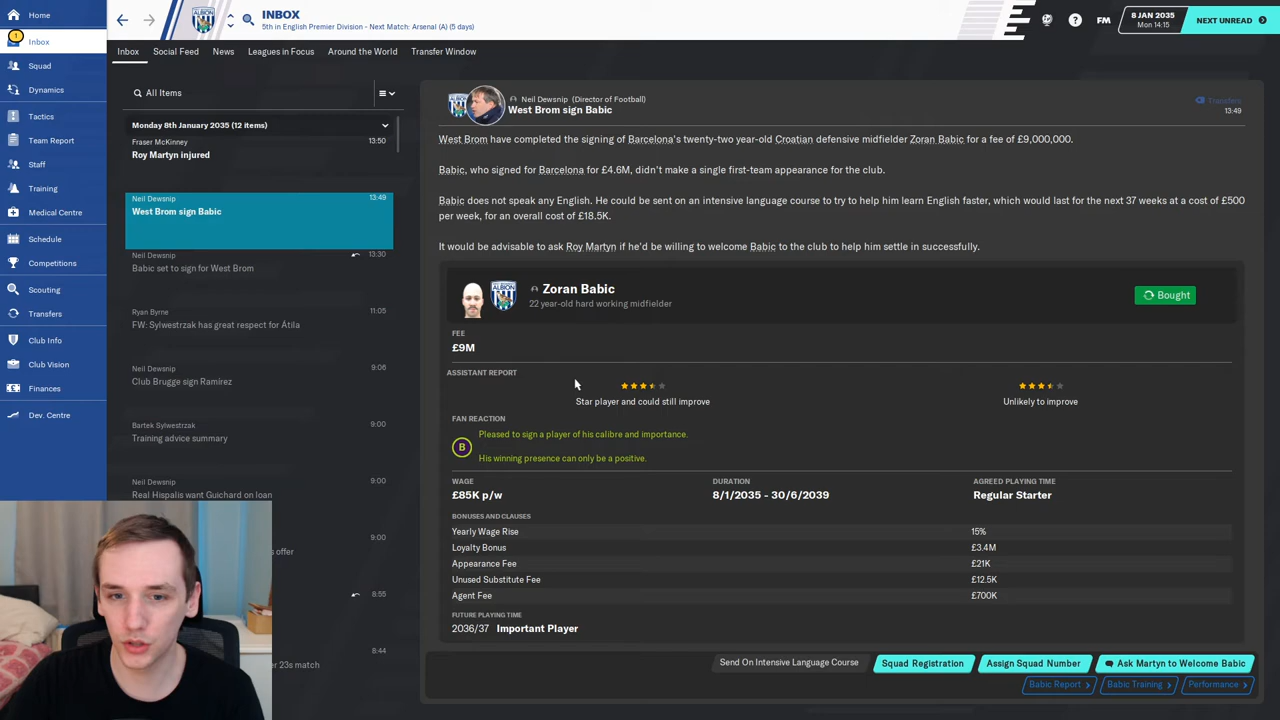 Home
INBOX
5th in English Premier Division - Next Match: Arsenal (A) (5 days)
FM
8 JAN 2035
Mon 14:15
NEXT UNREAD
1
Inbox
Squad
Dynamics
Tactics
Team Report
Staff
Training
Medical Centre
Schedule
Competitions
Scouting
Transfers
Club Info
Club Vision
Finances
Dev. Centre
Inbox Social Feed News Leagues in Focus Around the World Transfer Window
All Items
Monday 8th January 2035 (12 items)
Fraser McKinney 13:50
Roy Martyn injured
Neil Dewsnip 13:49
West Brom sign Babic
Neil Dewsnip 13:30
Babic set to sign for West Brom
Ryan Byrne 11:05
FW: Sylwestrzak has great respect for Átila
Neil Dewsnip 9:06
Club Brugge sign Ramírez
Bartek Sylwestrzak 9:00
Training advice summary
Neil Dewsnip 9:00
Real Hispalis want Guichard on loan
9:00
offer
8:55
8:44
23s match
Neil Dewsnip (Director of Football)
West Brom sign Babic
Transfers
13:49
West Brom have completed the signing of Barcelona's twenty-two year-old Croatian defensive midfielder Zoran Babic for a fee of £9,000,000.
Babic, who signed for Barcelona for £4.6M, didn't make a single first-team appearance for the club.
Babic does not speak any English. He could be sent on an intensive language course to try to help him learn English faster, which would last for the next 37 weeks at a cost of £500
per week, for an overall cost of £18.5K.
It would be advisable to ask Roy Martyn if he'd be willing to welcome Babic to the club to help him settle in successfully.
Zoran Babic
22 year-old hard working midfielder
Bought
FEE
£9M
ASSISTANT REPORT
Star player and could still improve
Unlikely to improve
FAN REACTION
B
Pleased to sign a player of his calibre and importance.
His winning presence can only be a positive.
WAGE DURATION AGREED PLAYING TIME
£85K p/w 8/1/2035 - 30/6/2039 Regular Starter
BONUSES AND CLAUSES
Yearly Wage Rise 15%
Loyalty Bonus £3.4M
Appearance Fee £21K
Unused Substitute Fee £12.5K
Agent Fee £700K
FUTURE PLAYING TIME
2036/37 Important Player
Send On Intensive Language Course Squad Registration Assign Squad Number Ask Martyn to Welcome Babic
Babic Report Babic Training Performance